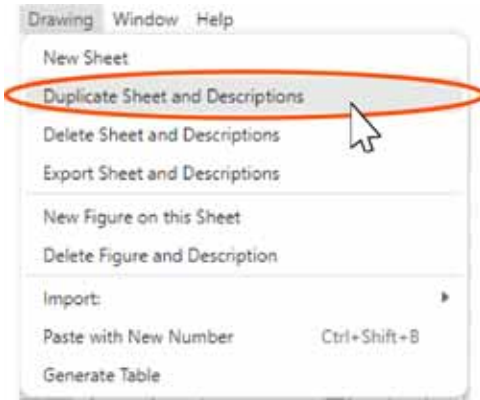 Drawing Window Help
New Sheet
Duplicate Sheet and Descriptions
Delete Sheet and Descriptions
Export Sheet and Descriptions
New Figure on this Sheet
Delete Figure and Description
Import:
Paste with New Number Ctrl+Shift+B
Generate Table